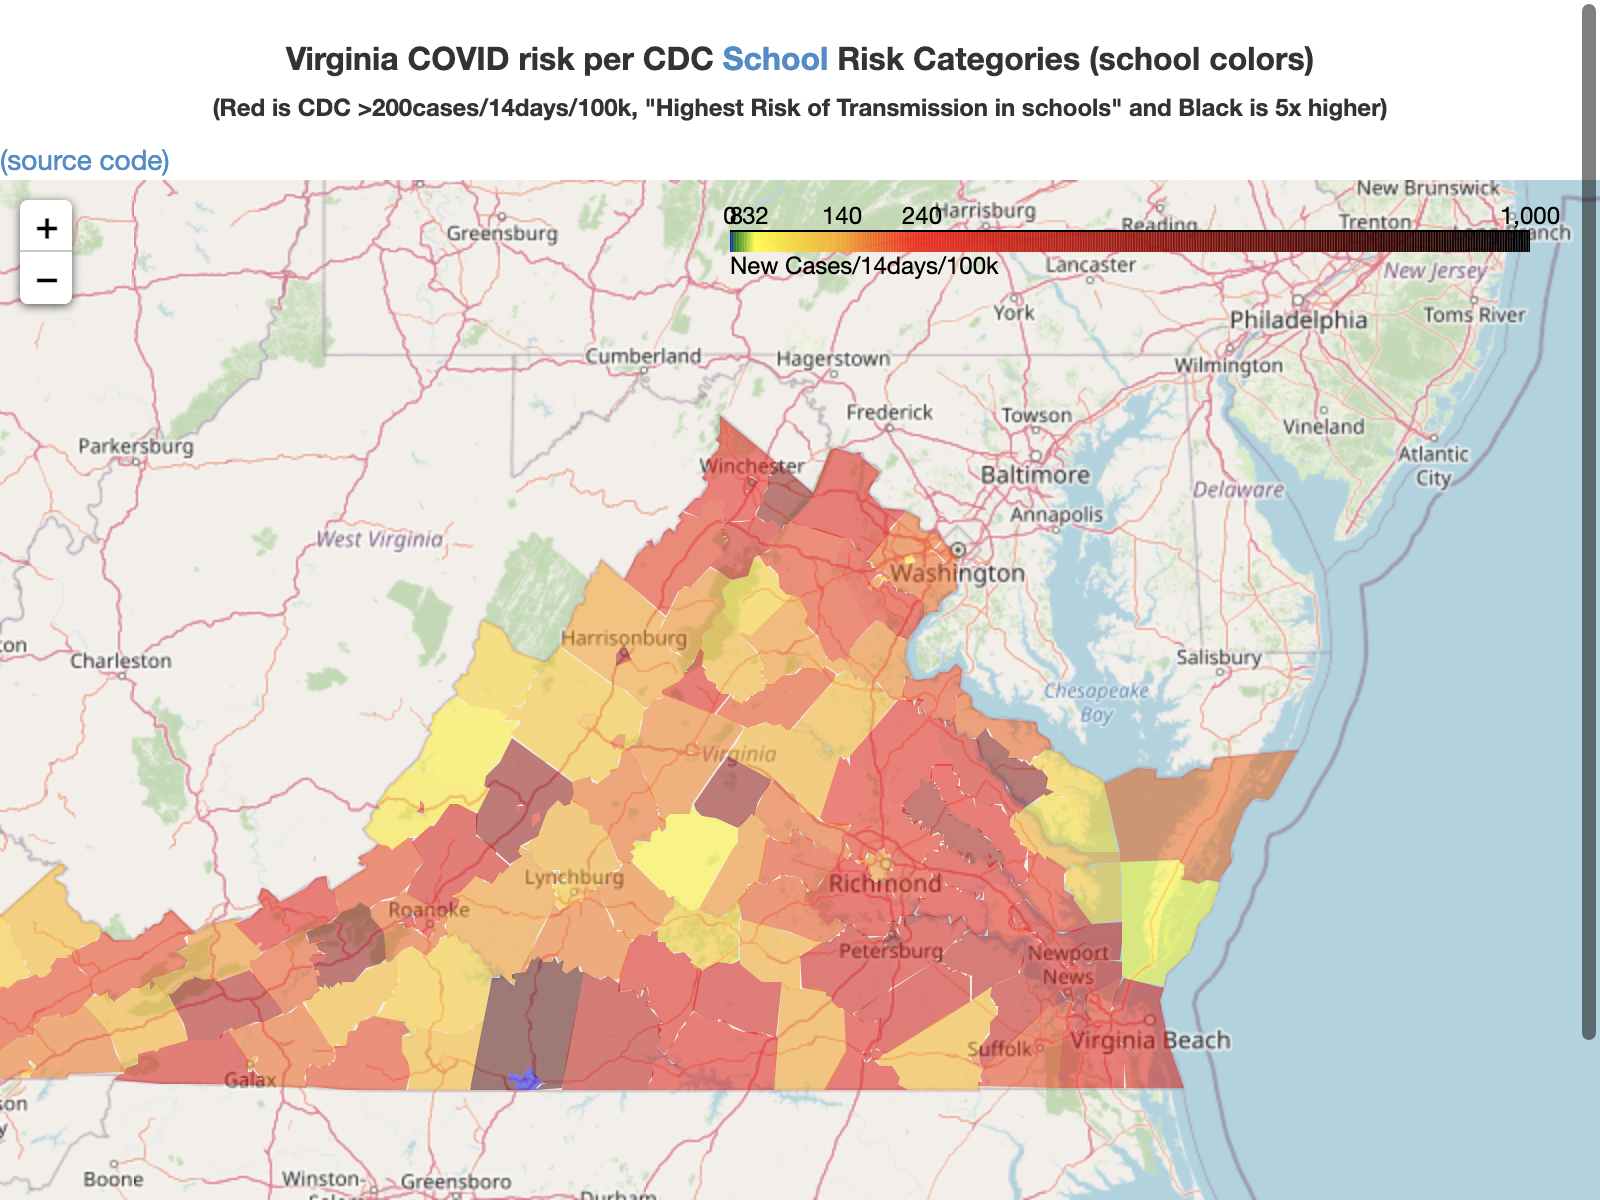 Virginia COVID risk per CDC School Risk Categories (school colors)
(Red is CDC >200cases/14days/100k, "Highest Risk of Transmission in schools" and Black is 5x higher)
(source code)
+
−
0 8 32 140 240 1,000
New Cases/14days/100k
New Brunswick
Harrisburg
Reading
Trenton
Long Branch
Greensburg
Lancaster
New Jersey
York
Philadelphia
Toms River
Cumberland
Hagerstown
Wilmington
Frederick
Towson
Vineland
Parkersburg
Winchester
Baltimore
Atlantic
City
Delaware
Annapolis
West Virginia
Washington
Harrisonburg
Charleston
Salisbury
Chesapeake
Bay
Virginia
Lynchburg
Richmond
Roanoke
Petersburg
Newport
News
Suffolk
Virginia Beach
Galax
son
y
Boone
Winston-
Greensboro
Durham